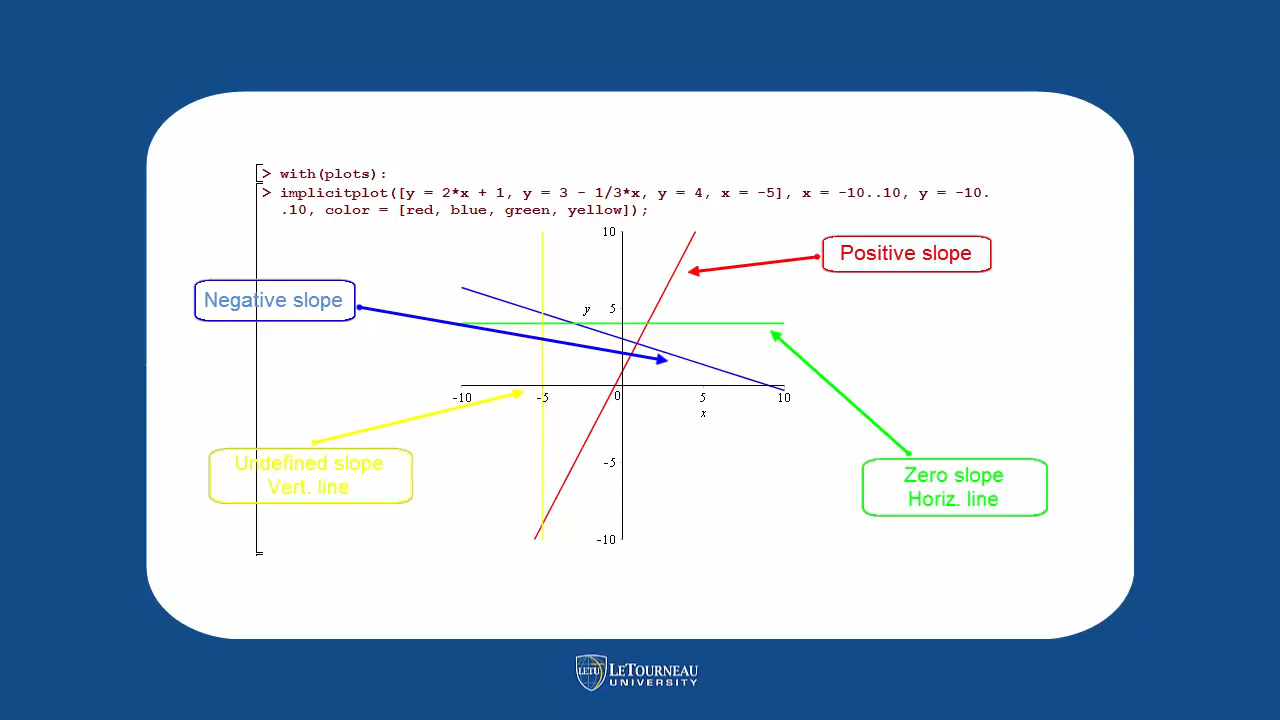 > with(plots):
> implicitplot([y = 2*x + 1, y = 3 - 1/3*x, y = 4, x = -5], x = -10..10, y = -10.
.10, color = [red, blue, green, yellow]);
10
Positive slope
Negative slope
y
5
-10
-5
0
5
10
x
Undefined slope
Vert. line
-5
Zero slope
Horiz. line
-10
LETU
LETOURNEAU
UNIVERSITY